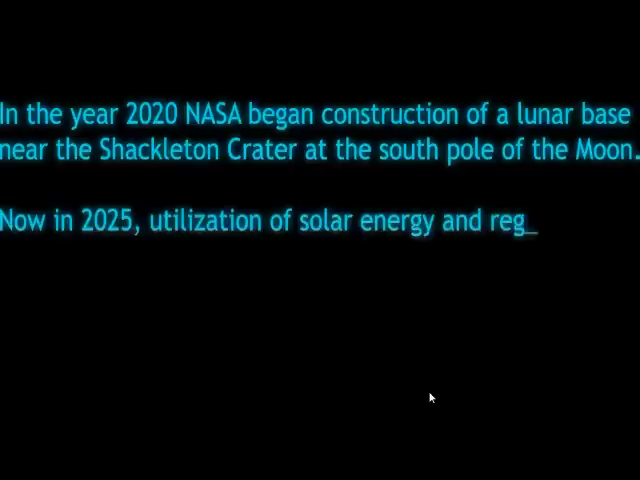 In the year 2020 NASA began construction of a lunar base
near the Shackleton Crater at the south pole of the Moon.
Now in 2025, utilization of solar energy and reg_